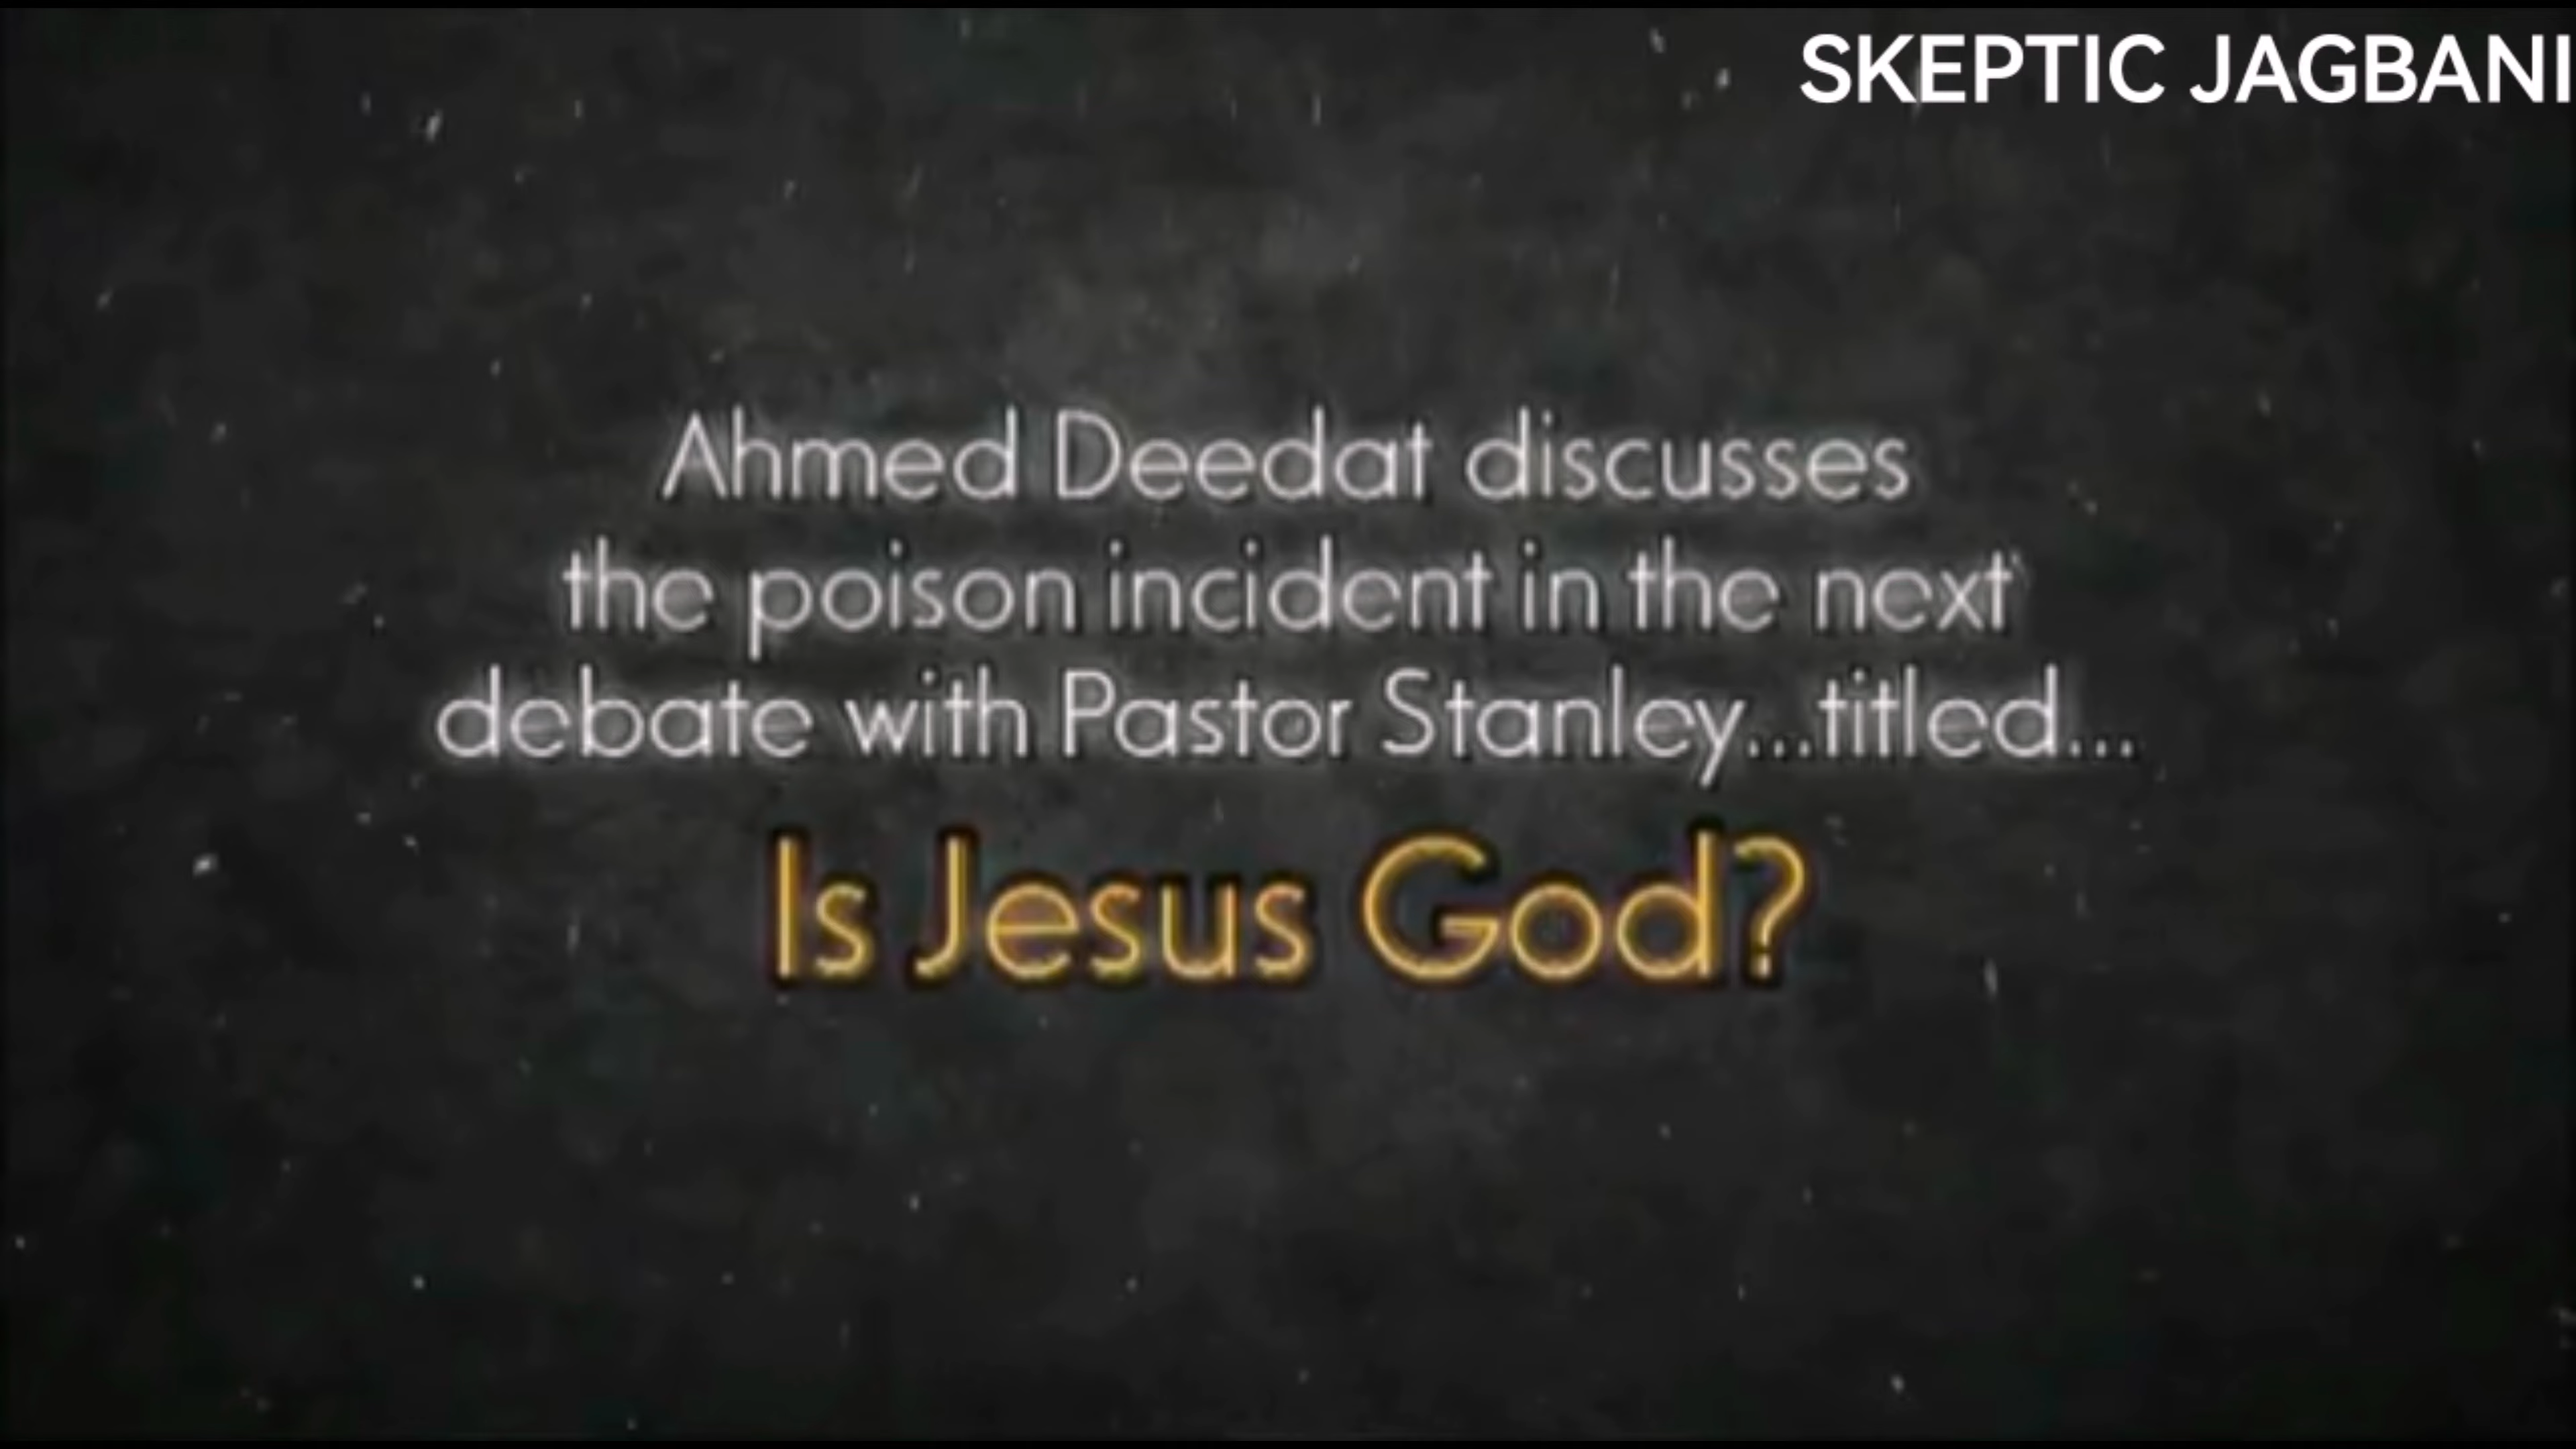 SKEPTIC JAGBANI
Ahmed Deedat discusses
the poison incident in the next
debate with Pastor Stanley...titled...
Is Jesus God?